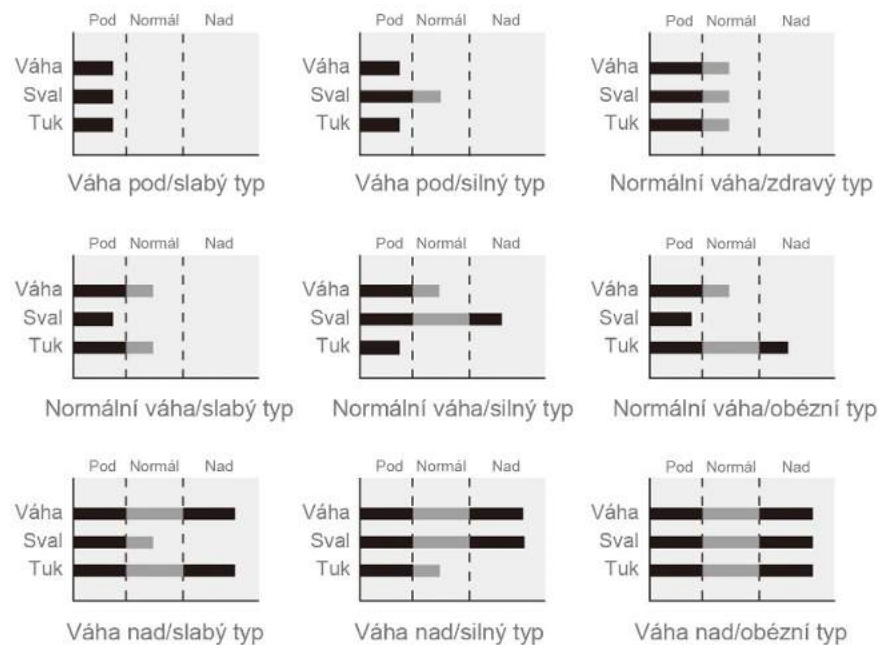 Pod Normál Nad
Váha
Sval
Tuk
Váha pod/slabý typ
Pod Normál Nad
Váha
Sval
Tuk
Váha pod/silný typ
Pod Normál Nad
Váha
Sval
Tuk
Normální váha/zdravý typ
Pod Normál Nad
Váha
Sval
Tuk
Normální váha/slabý typ
Pod Normál Nad
Váha
Sval
Tuk
Normální váha/silný typ
Pod Normál Nad
Váha
Sval
Tuk
Normální váha/obézní typ
Pod Normál Nad
Váha
Sval
Tuk
Váha nad/slabý typ
Pod Normál Nad
Váha
Sval
Tuk
Váha nad/silný typ
Pod Normál Nad
Váha
Sval
Tuk
Váha nad/obézní typ